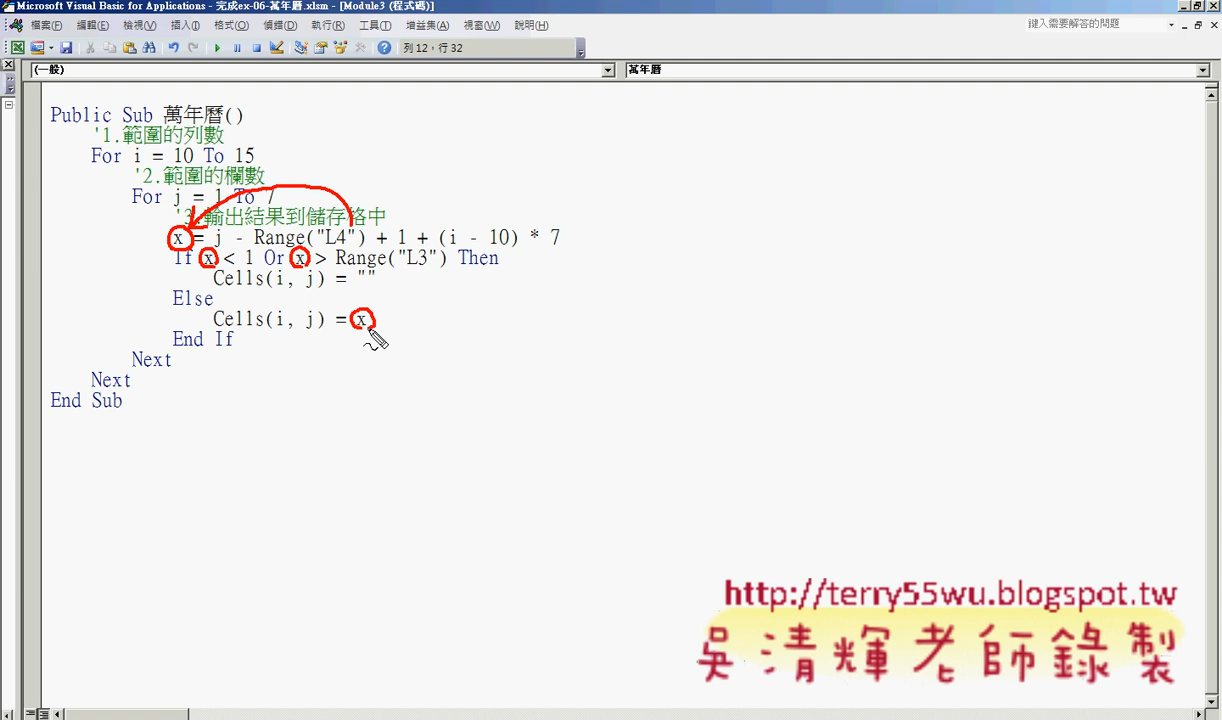 Microsoft Visual Basic for Applications - 完成ex-06-萬年曆.xlsm - [Module3 (程式碼)]
檔案(F) 編輯(E) 檢視(V) 插入(I) 格式(O) 偵錯(D) 執行(R) 工具(T) 增益集(A) 視窗(W) 說明(H) 鍵入需要解答的問題
列 12，行 32
(一般) 萬年曆
Public Sub 萬年曆()
'1.範圍的列數
For i = 10 To 15
'2.範圍的欄數
For j = 1 To 7
'3.輸出結果到儲存格中
x = j - Range("L4") + 1 + (i - 10) * 7
If x < 1 Or x > Range("L3") Then
Cells(i, j) = ""
Else
Cells(i, j) = x
End If
Next
Next
End Sub
http://terry55wu.blogspot.tw
吳清輝老師錄製